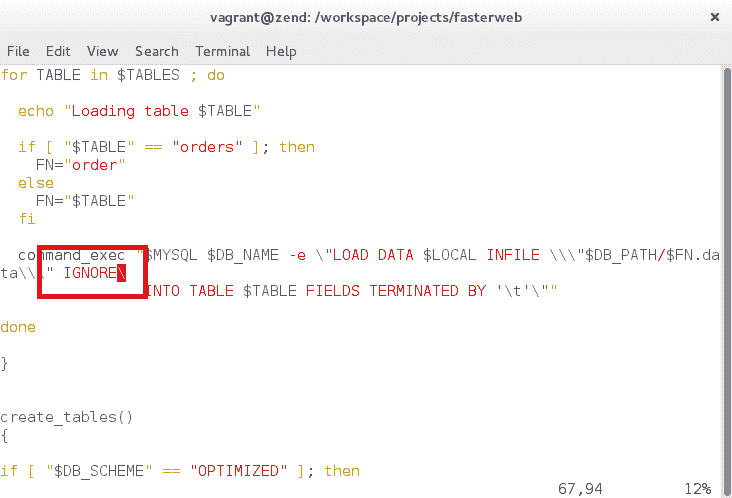 vagrant@zend: /workspace/projects/fasterweb ×
File Edit View Search Terminal Help
for TABLE in $TABLES ; do
echo "Loading table $TABLE"
if [ "$TABLE" == "orders" ]; then
FN="order"
else
FN="$TABLE"
fi
command_exec "$MYSQL $DB_NAME -e \"LOAD DATA $LOCAL INFILE \\\"$DB_PATH/$FN.da
ta\\\" IGNORE\
INTO TABLE $TABLE FIELDS TERMINATED BY '\t'\""
done
}
create_tables()
{
if [ "$DB_SCHEME" == "OPTIMIZED" ]; then
67,94 12%